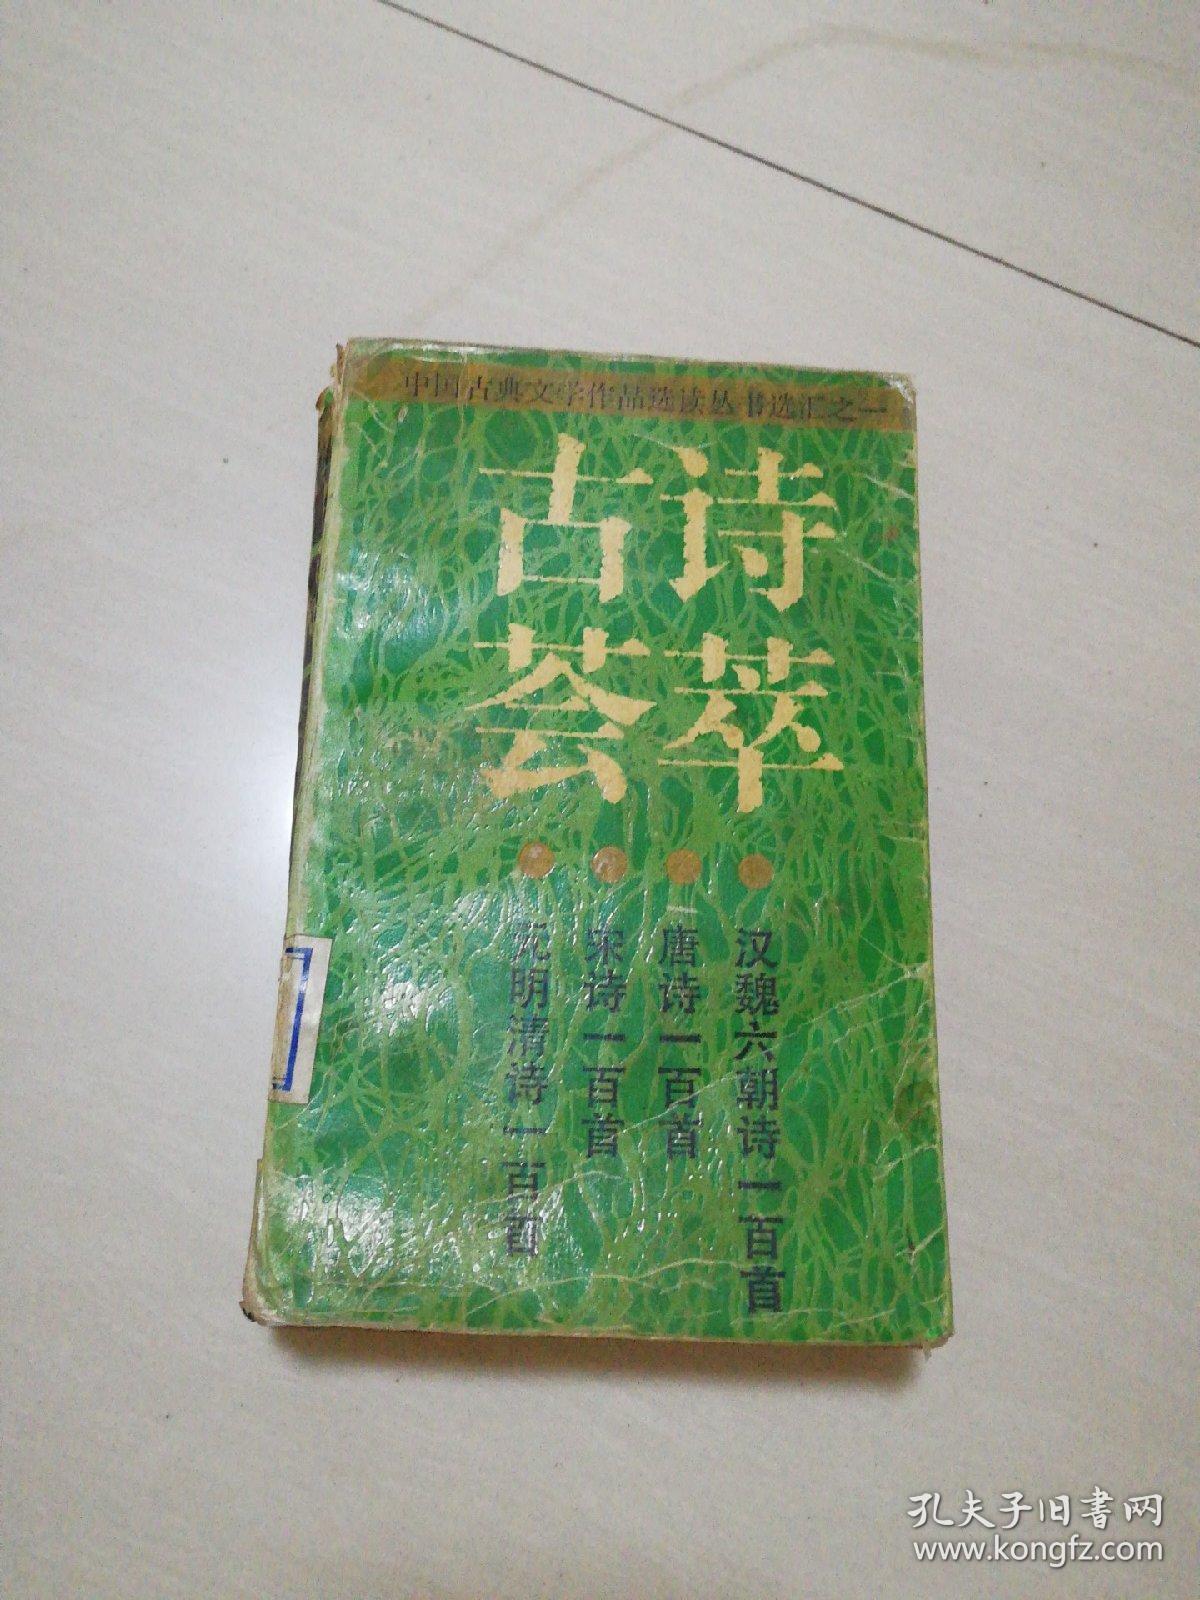 中国古典文学作品选读丛书选汇之一
古诗
荟萃
汉魏六朝诗一百首
唐诗一百首
宋诗一百首
元明清诗一百首
孔夫子旧书网
www.kongfz.com